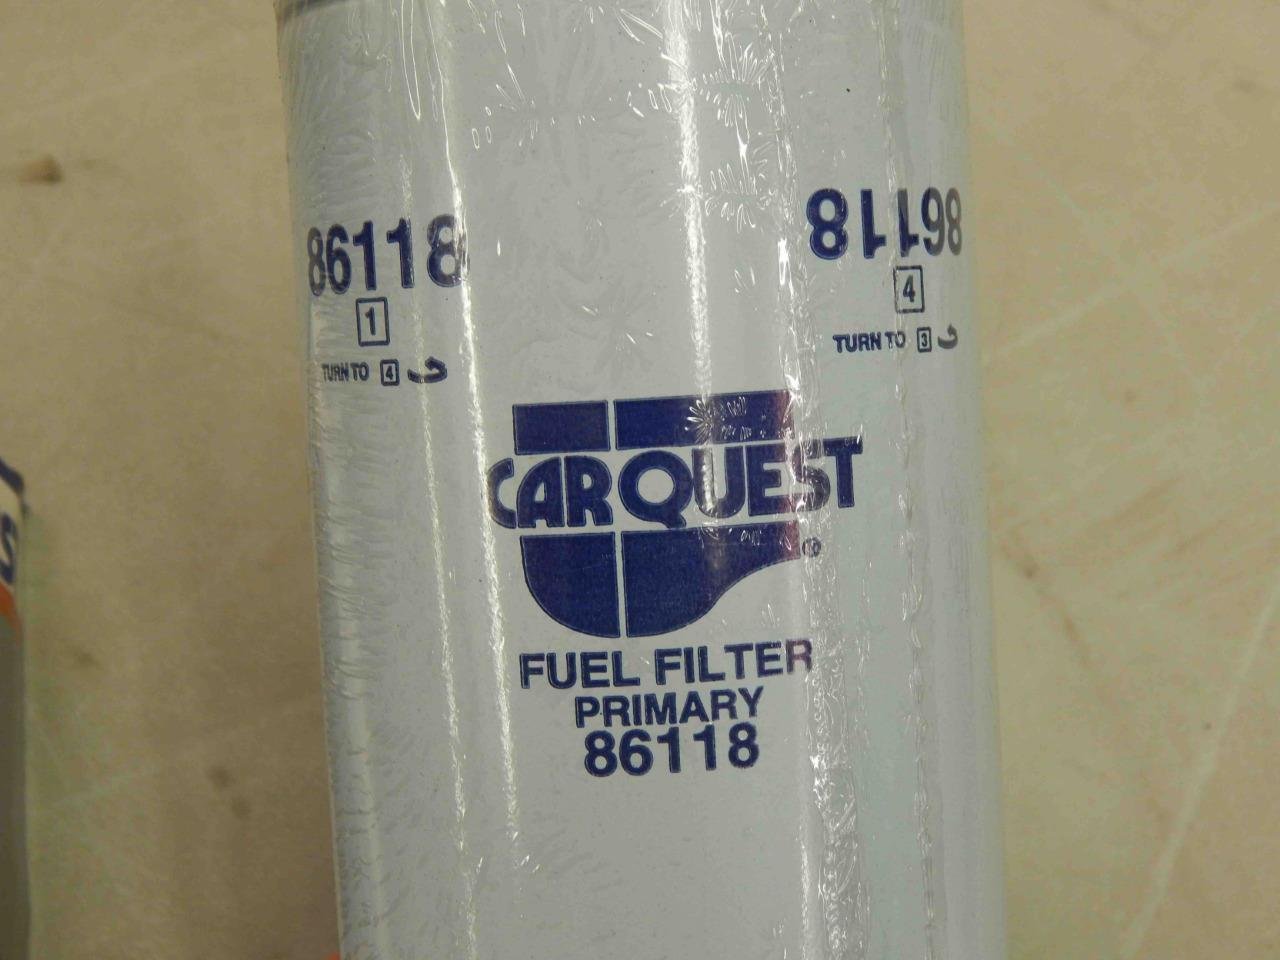 86118
1
TURN TO 4
86118
4
TURN TO 3
CARQUEST
®
FUEL FILTER
PRIMARY
86118
S